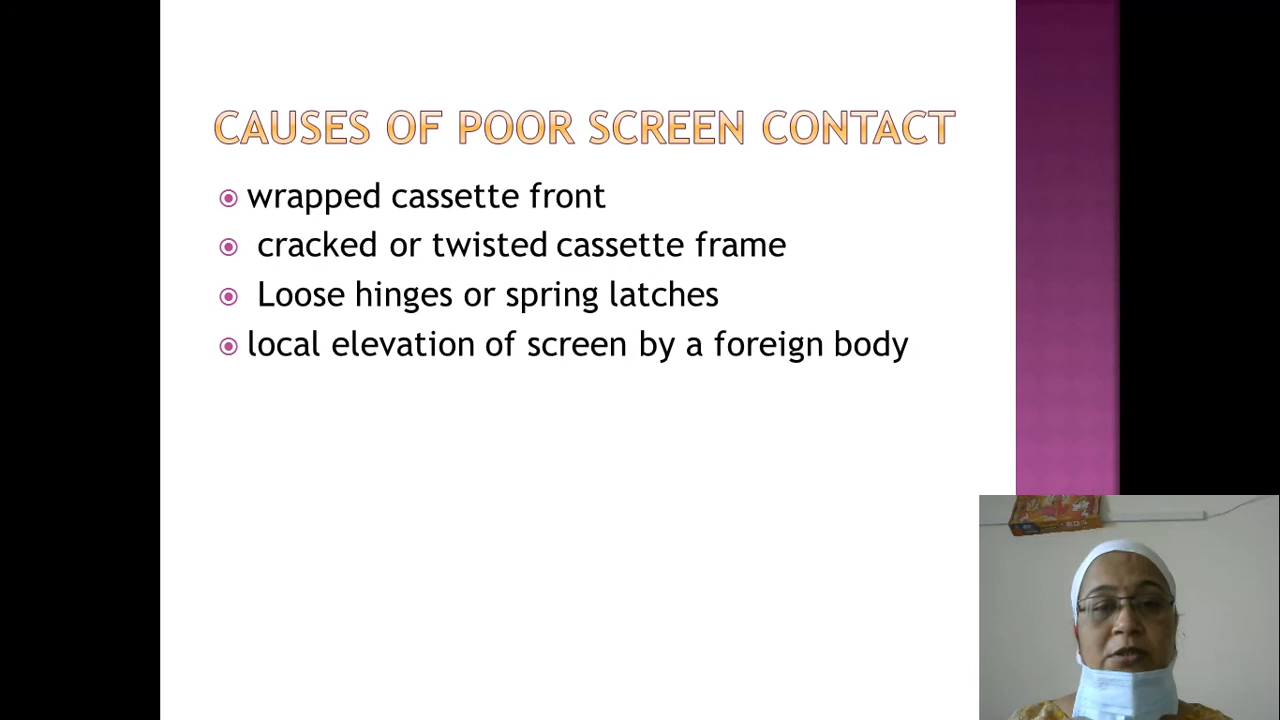 CAUSES OF POOR SCREEN CONTACT
wrapped cassette front
cracked or twisted cassette frame
Loose hinges or spring latches
local elevation of screen by a foreign body